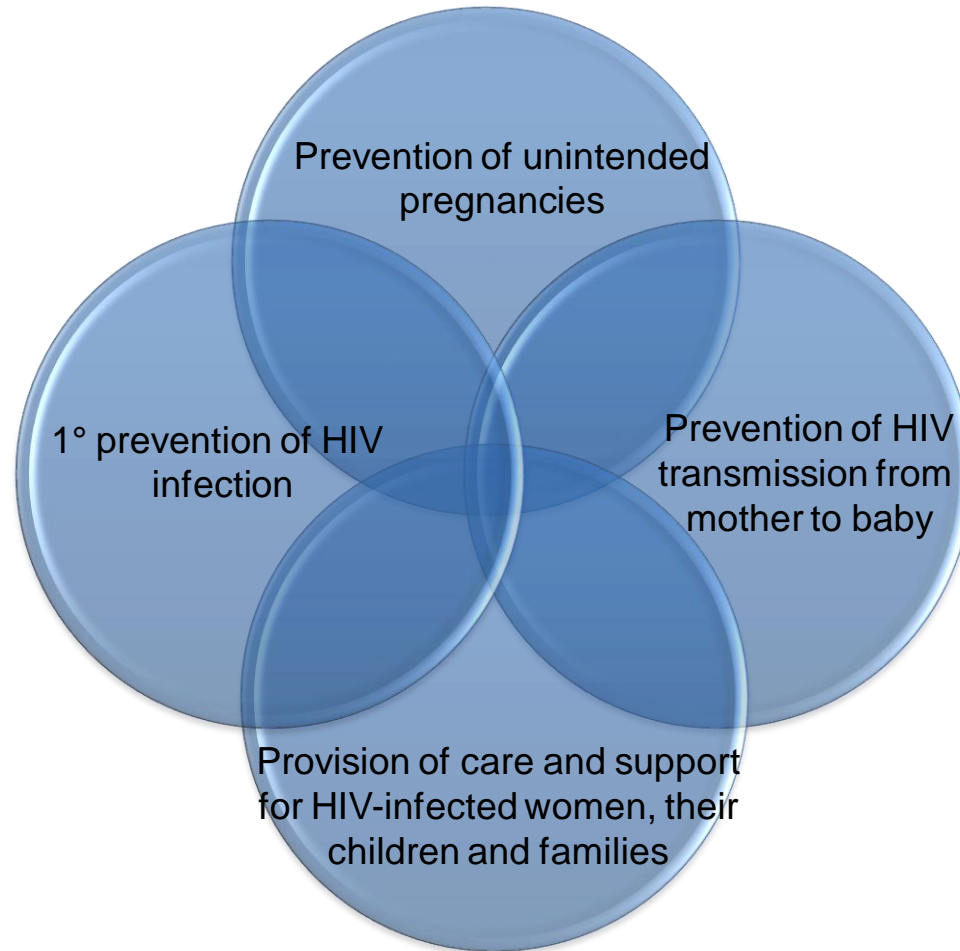 Prevention of unintended
pregnancies
1° prevention of HIV
infection
Prevention of HIV
transmission from
mother to baby
Provision of care and support
for HIV-infected women, their
children and families